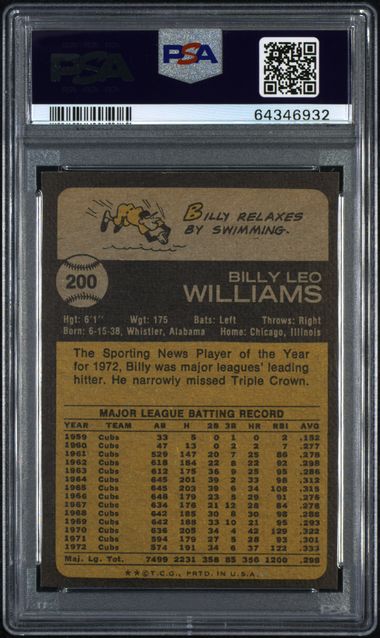 PSA
PSA
64346932
BILLY RELAXES
BY SWIMMING.
200
BILLY LEO
WILLIAMS
Hgt: 6'1" Wgt: 175 Bats: Left Throws: Right
Born: 6-15-38, Whistler, Alabama Home: Chicago, Illinois
The Sporting News Player of the Year
for 1972, Billy was major leagues' leading
hitter. He narrowly missed Triple Crown.
MAJOR LEAGUE BATTING RECORD
YEAR TEAM AB H 2B 3B HR RBI AVG
1959 Cubs 33 5 0 1 0 2 .152
1960 Cubs 47 13 0 2 2 7 .277
1961 Cubs 529 147 20 7 25 86 .278
1962 Cubs 618 184 22 8 22 92 .298
1963 Cubs 612 175 36 9 25 95 .286
1964 Cubs 645 201 39 2 33 98 .312
1965 Cubs 645 203 39 6 34 108 .315
1966 Cubs 648 179 23 5 29 91 .276
1967 Cubs 634 176 21 12 28 84 .278
1968 Cubs 642 185 30 8 30 98 .288
1969 Cubs 642 188 33 10 21 95 .293
1970 Cubs 636 205 34 4 42 129 .322
1971 Cubs 594 179 27 5 28 93 .301
1972 Cubs 574 191 34 6 37 122 .333
Maj. Lg. Tot. 7499 2231 358 85 356 1200 .298
★★©T.C.G., PRTD. IN U.S.A.